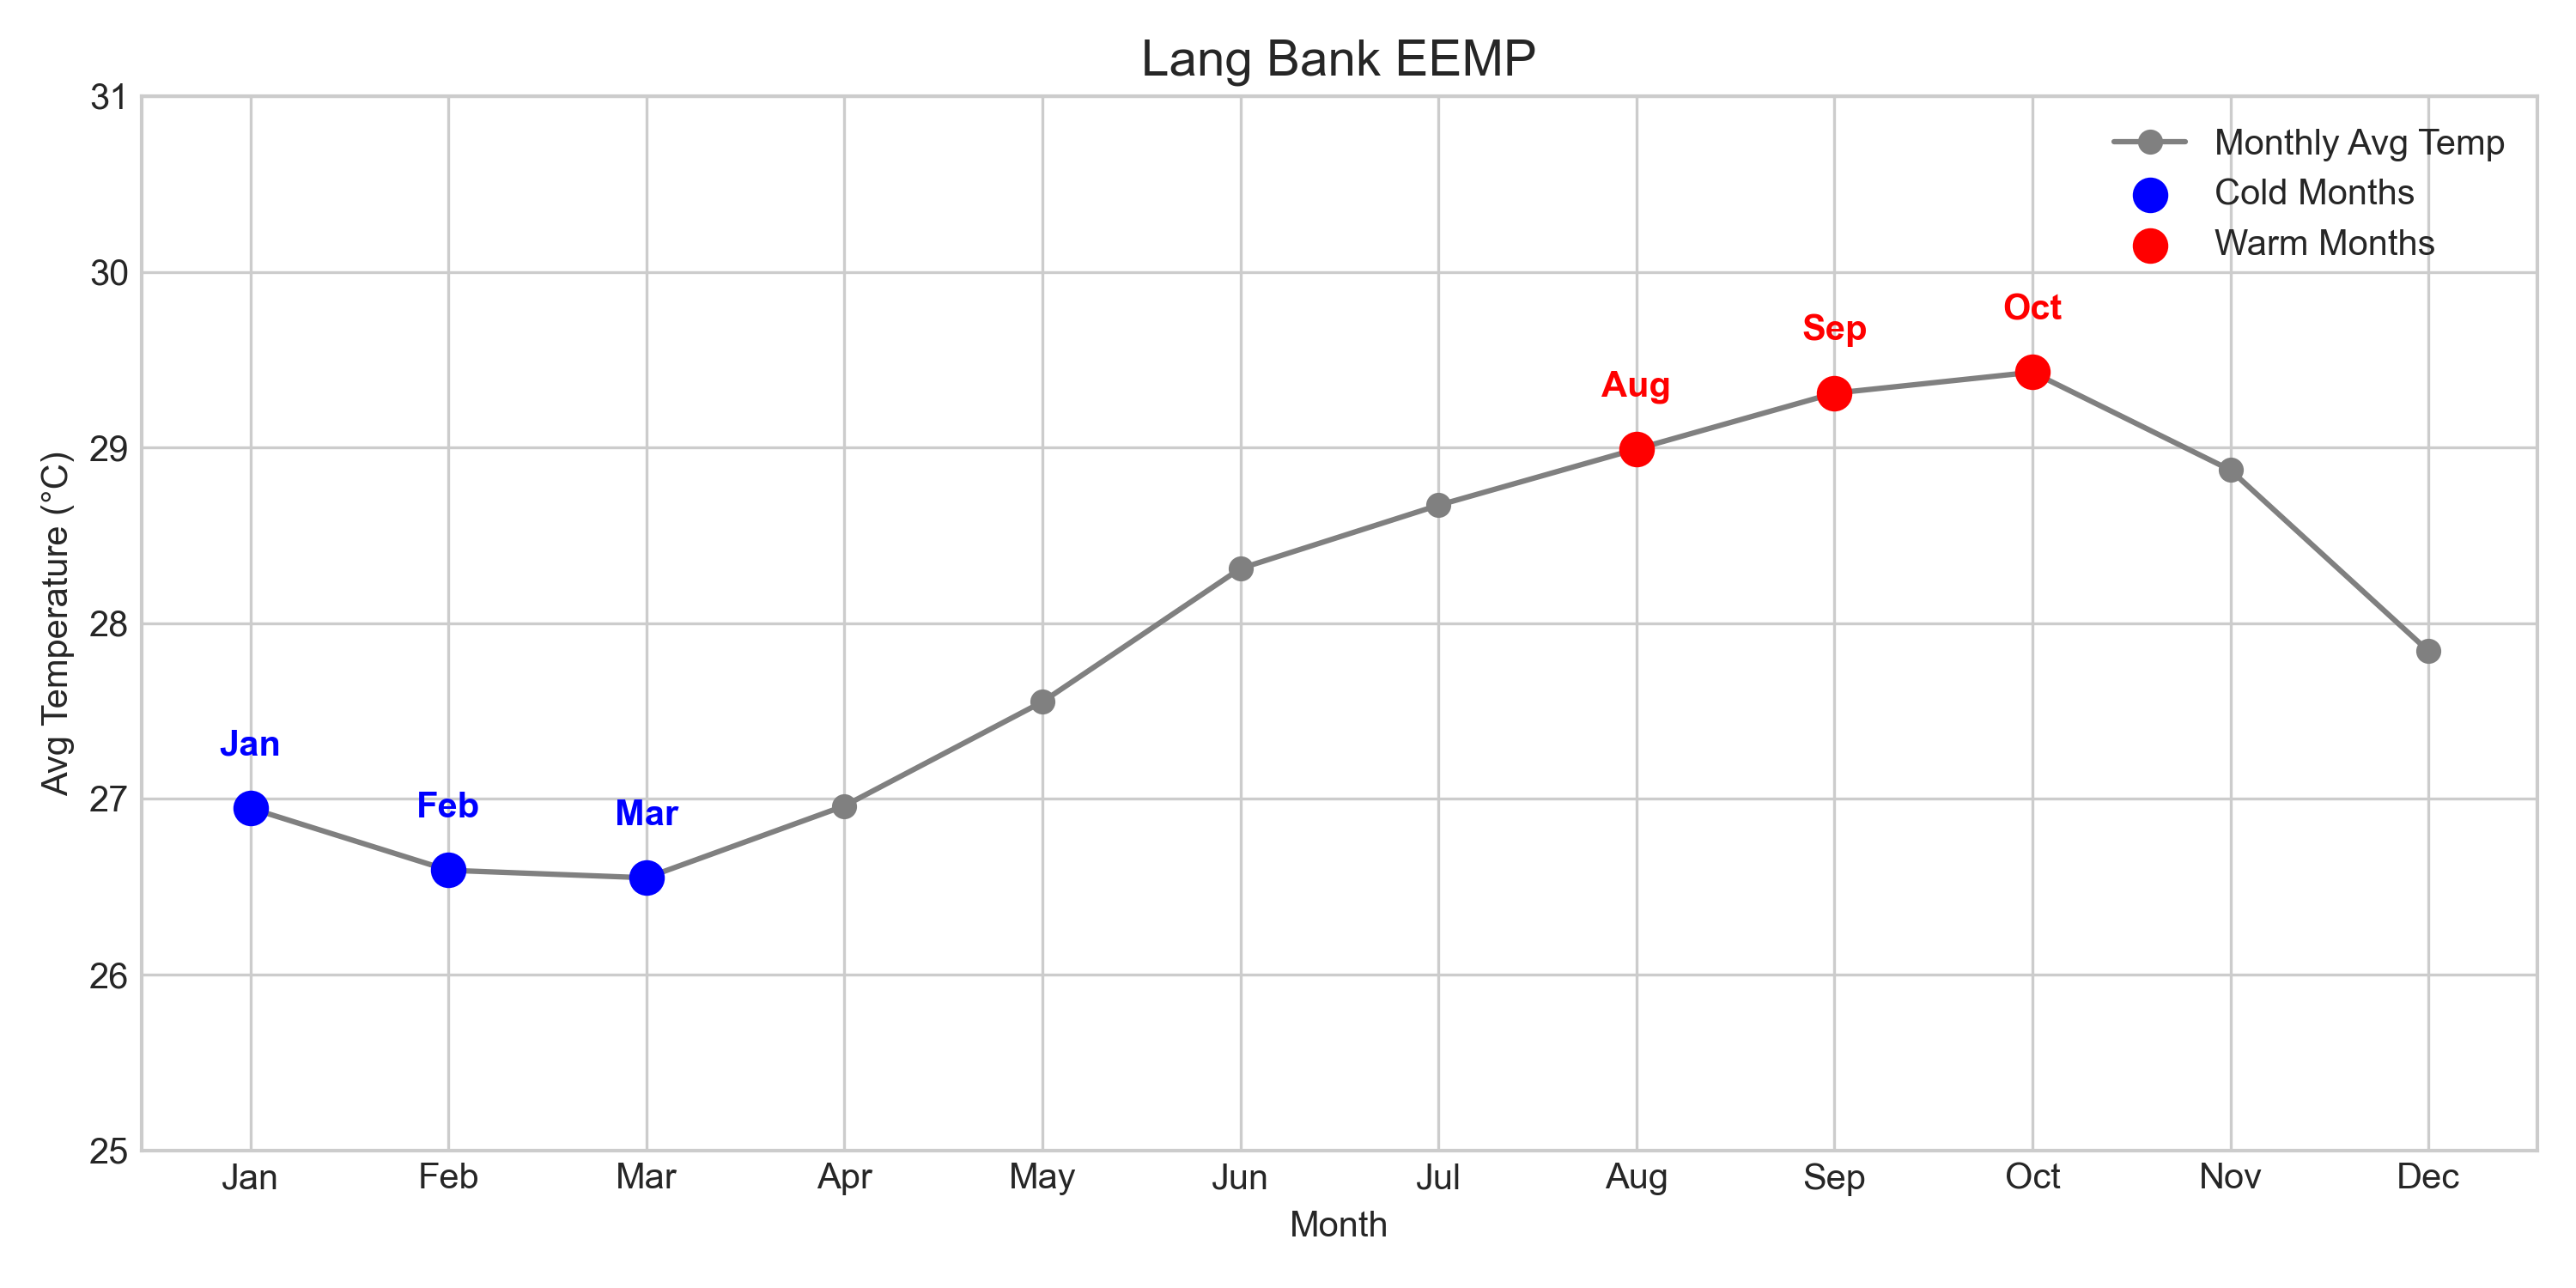 Lang Bank EEMP
31
30
29
28
27
26
25
Avg Temperature (°C)
Monthly Avg Temp
Cold Months
Warm Months
Jan
Feb
Mar
Aug
Sep
Oct
Jan Feb Mar Apr May Jun Jul Aug Sep Oct Nov Dec
Month